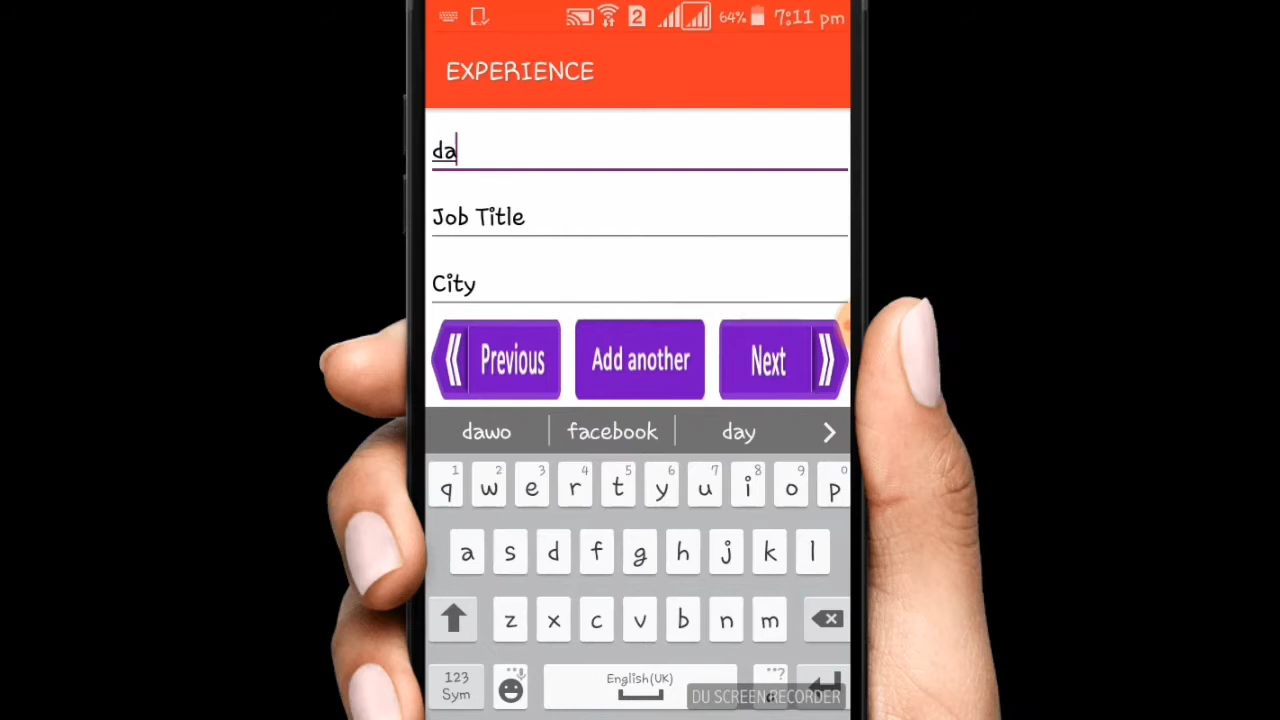 2 64% 7:11 pm
EXPERIENCE
da
Job Title
City
Previous Add another Next
dawo facebook day
1 2 3 4 5 6 7 8 9 0
q w e r t y u i o p
a s d f g h j k l
z x c v b n m
123 Sym English(UK) ?
DU SCREEN RECORDER